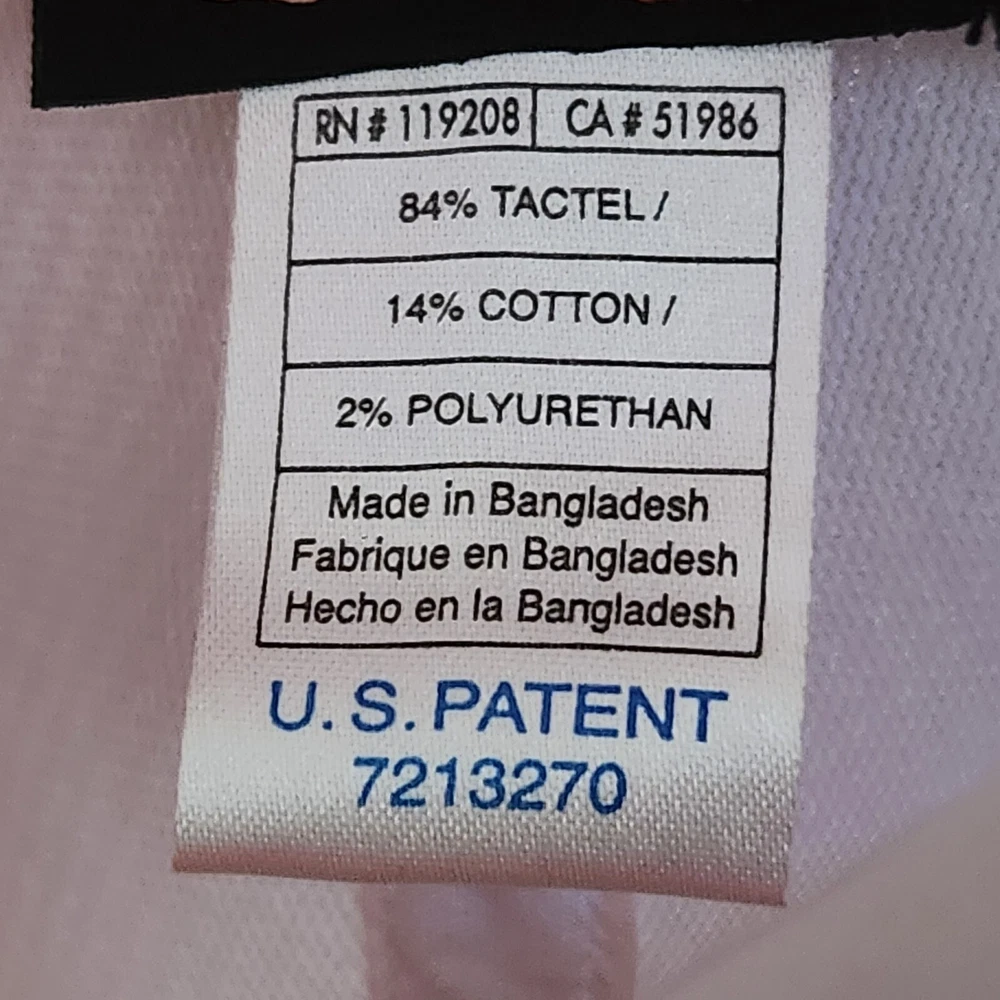 RN # 119208 CA # 51986
84% TACTEL /
14% COTTON /
2% POLYURETHAN
Made in Bangladesh
Fabrique en Bangladesh
Hecho en la Bangladesh
U.S. PATENT
7213270